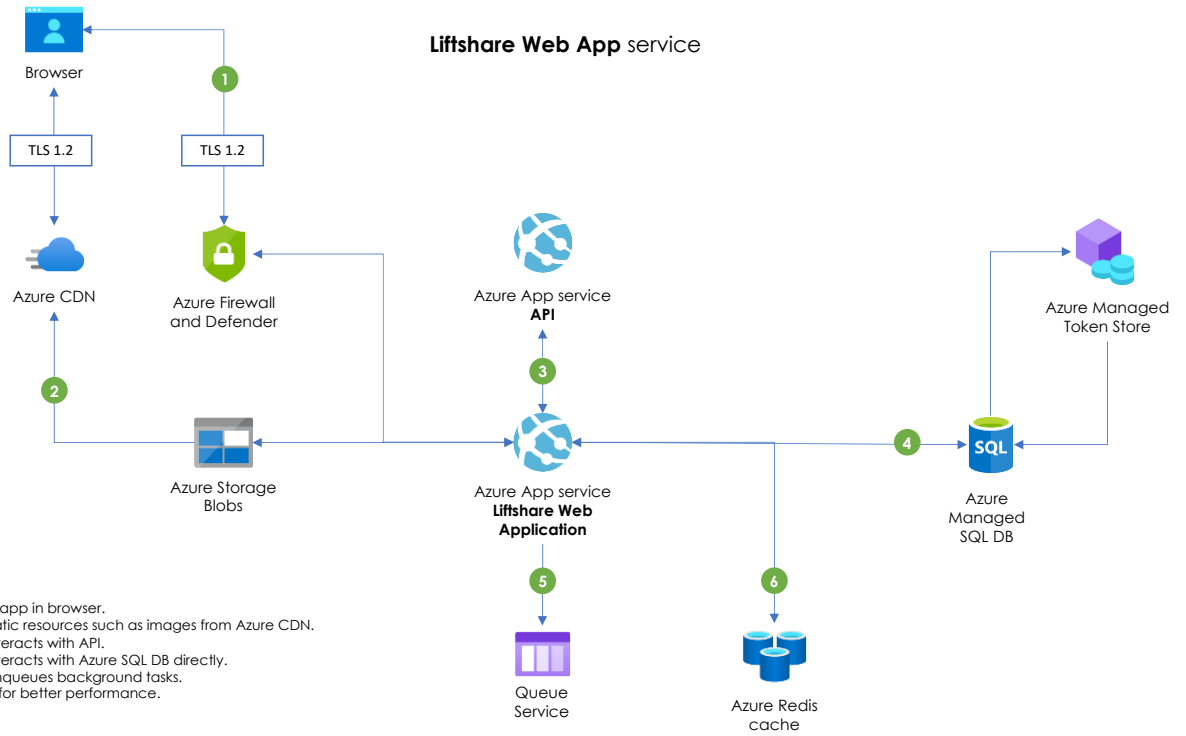 Liftshare Web App service
Browser
1
TLS 1.2
TLS 1.2
Azure CDN
Azure Firewall
and Defender
Azure App service
API
Azure Managed
Token Store
2
3
4
SQL
Azure Storage
Blobs
Azure App service
Liftshare Web
Application
Azure
Managed
SQL DB
5
6
app in browser.
atic resources such as images from Azure CDN.
eracts with API.
eracts with Azure SQL DB directly.
nqueues background tasks.
for better performance.
Queue
Service
Azure Redis
cache